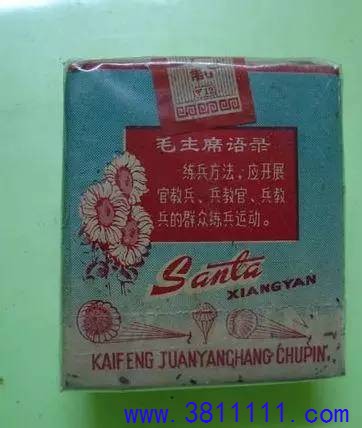 毛主席语录
练兵方法，应开展
官教兵、兵教官、兵教
兵的群众练兵运动。
Santa
XIANGYAN
KAIFENG JUANYANCHANG CHUPIN
www.3811111.com